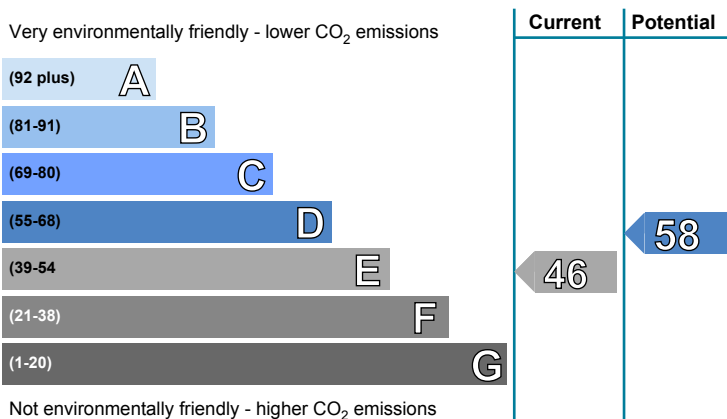 Very environmentally friendly - lower CO2 emissions
Current
Potential
(92 plus) A
(81-91) B
(69-80) C
(55-68) D
58
(39-54 E
46
(21-38) F
(1-20) G
Not environmentally friendly - higher CO2 emissions